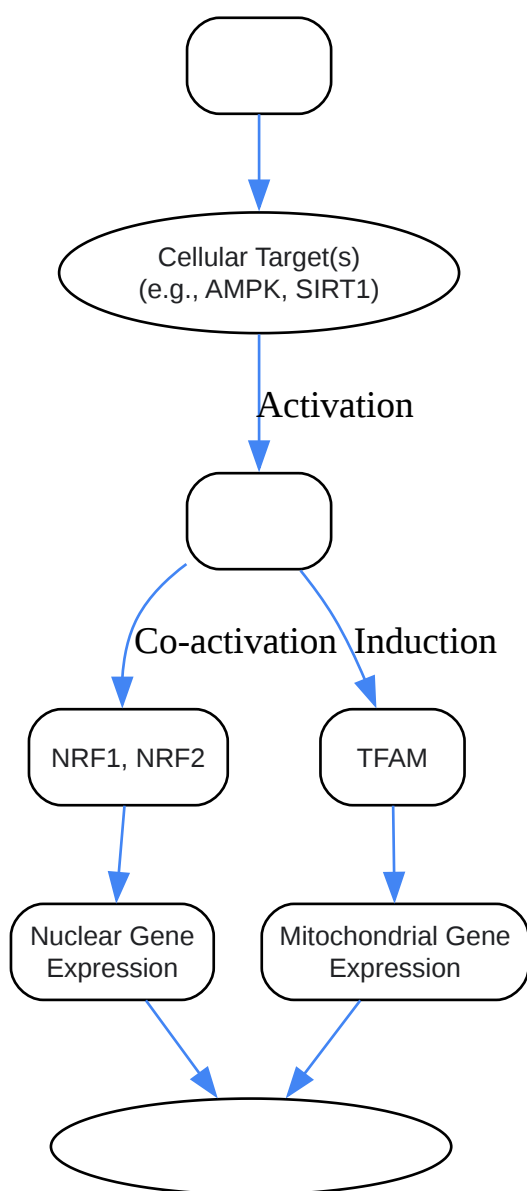 Cellular Target(s)
(e.g., AMPK, SIRT1)
Activation
Co-activation
Induction
NRF1, NRF2
TFAM
Nuclear Gene
Expression
Mitochondrial Gene
Expression